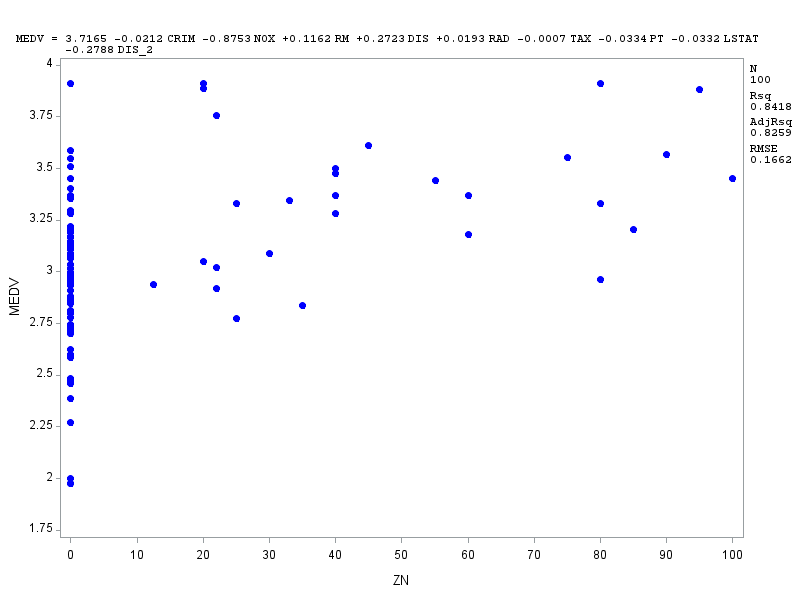 MEDV = 3.7165 -0.0212 CRIM -0.8753 NOX +0.1162 RM +0.2723 DIS +0.0193 RAD -0.0007 TAX -0.0334 PT -0.0332 LSTAT
-0.2788 DIS_2
N
100
Rsq
0.8418
AdjRsq
0.8259
RMSE
0.1662
4
3.75
3.5
3.25
3
2.75
2.5
2.25
2
1.75
MEDV
0 10 20 30 40 50 60 70 80 90 100
ZN